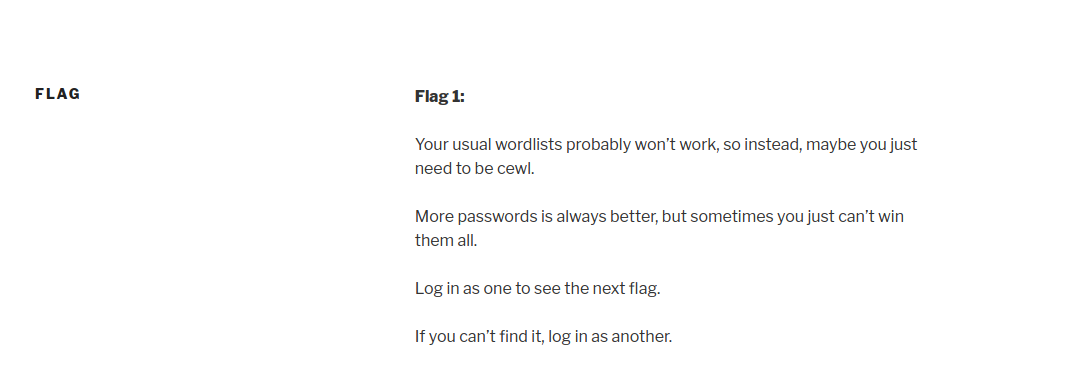 FLAG
Flag 1:
Your usual wordlists probably won’t work, so instead, maybe you just
need to be cewl.
More passwords is always better, but sometimes you just can’t win
them all.
Log in as one to see the next flag.
If you can’t find it, log in as another.